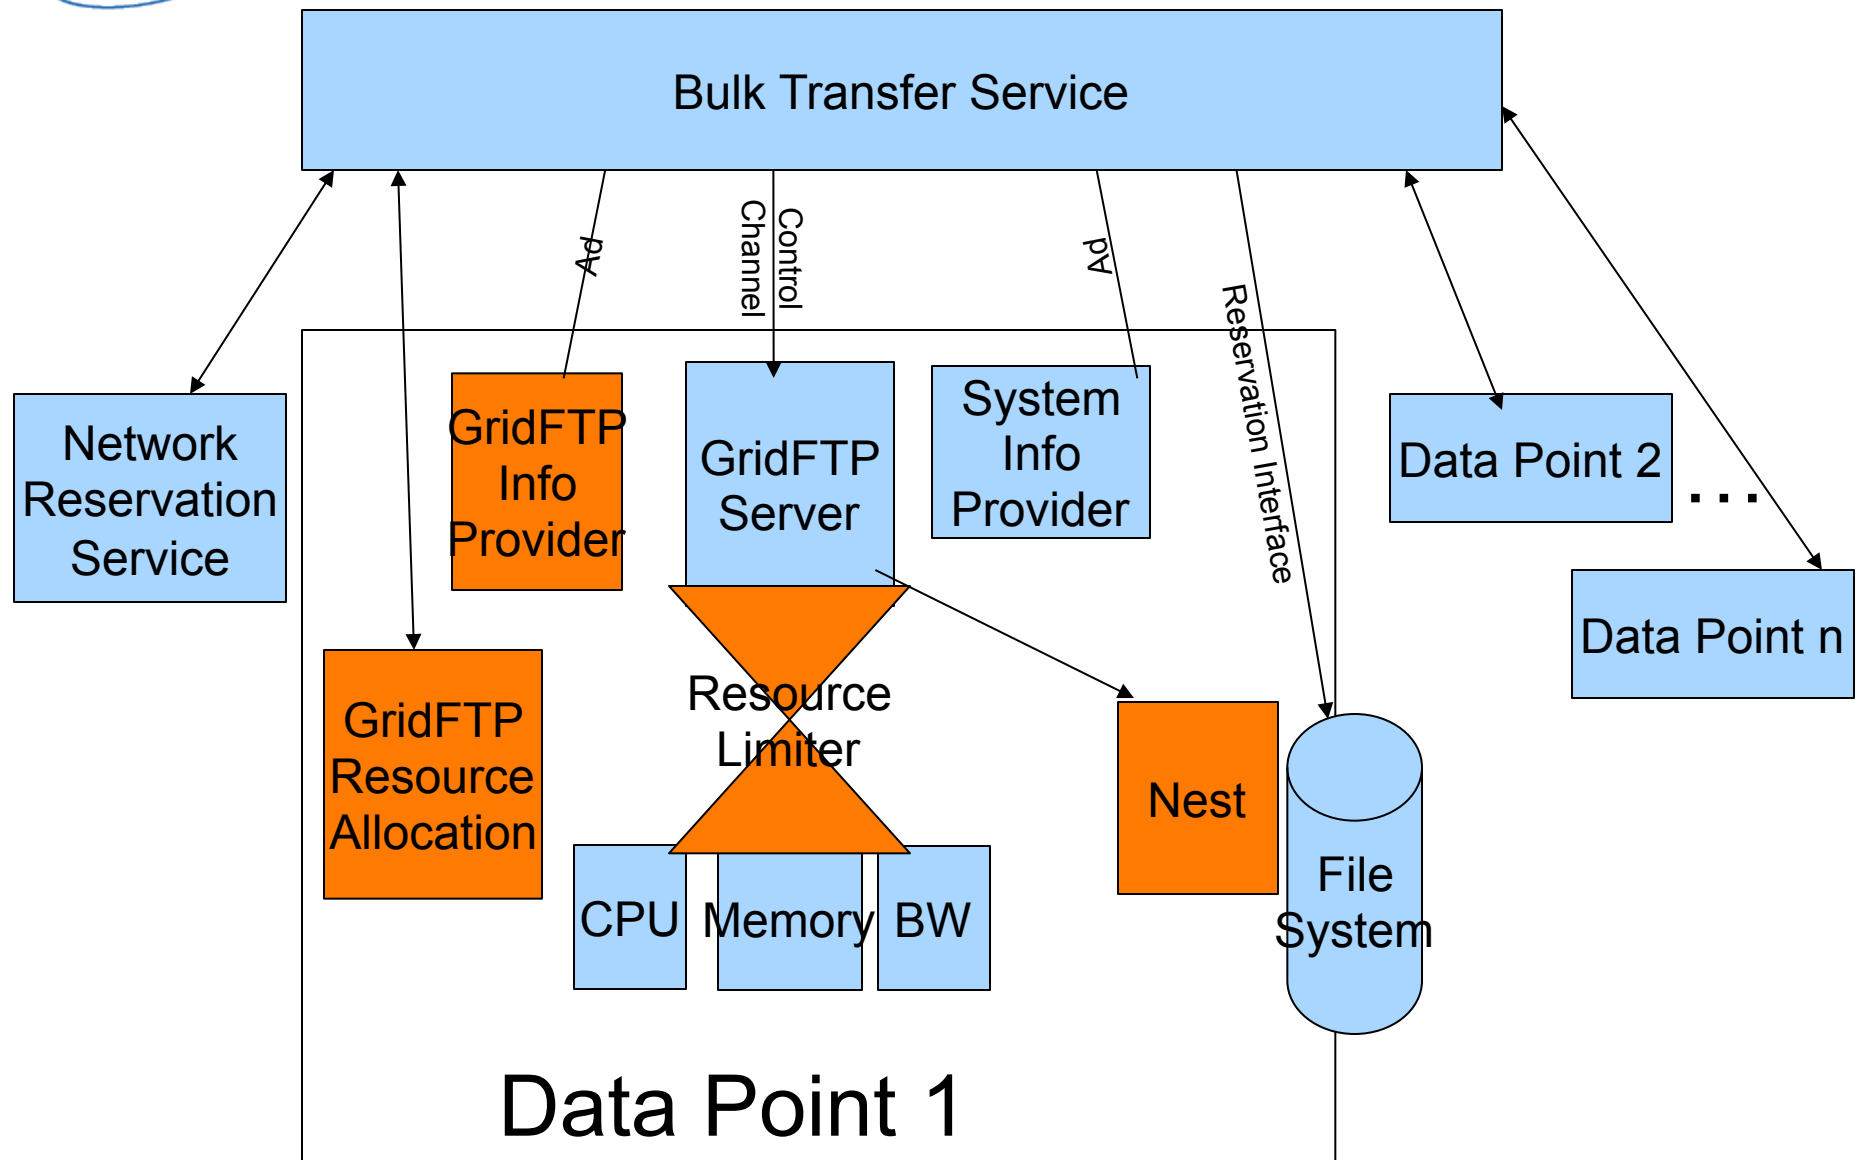 Bulk Transfer Service
Ad
Control
Channel
Ad
Reservation Interface
Network
Reservation
Service
GridFTP
Info
Provider
GridFTP
Server
System
Info
Provider
Data Point 2
...
Data Point n
GridFTP
Resource
Allocation
Resource
Limiter
Nest
File
System
CPU
Memory
BW
Data Point 1